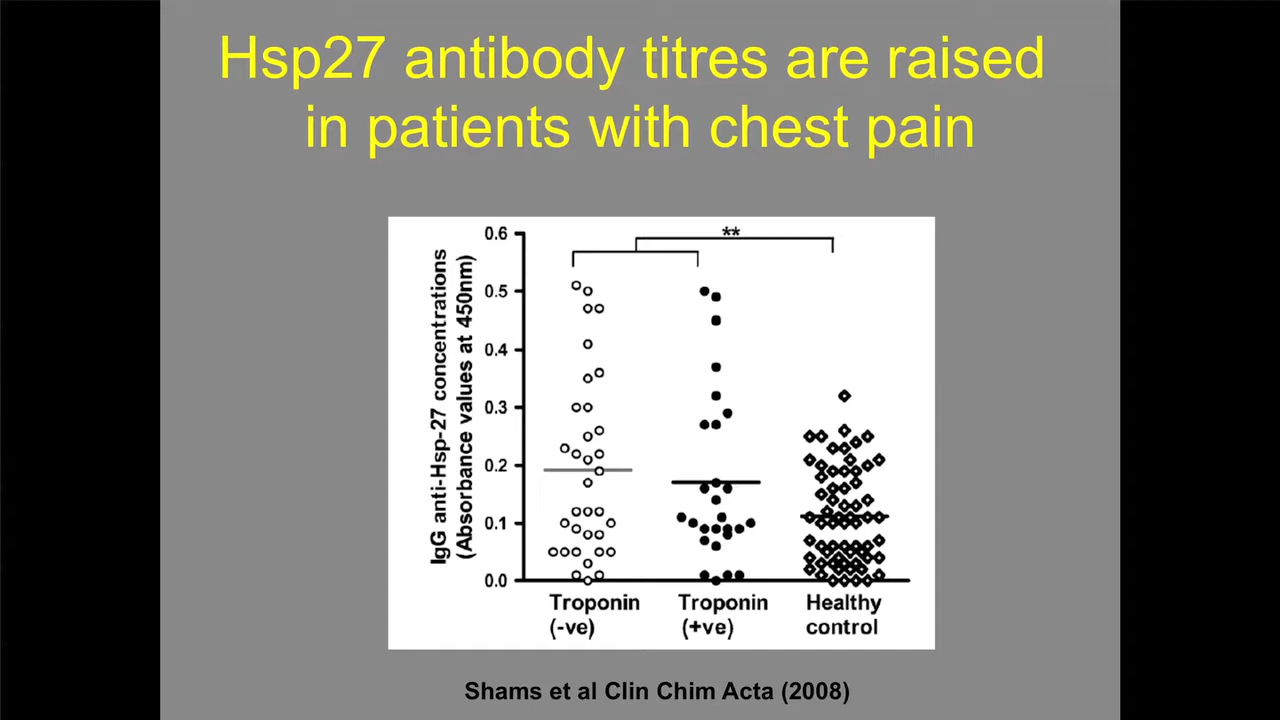 Hsp27 antibody titres are raised
in patients with chest pain
**
0.6
0.5
0.4
0.3
0.2
0.1
0.0
IgG anti-Hsp-27 concentrations
(Absorbance values at 450nm)
Troponin
(-ve)
Troponin
(+ve)
Healthy
control
Shams et al Clin Chim Acta (2008)